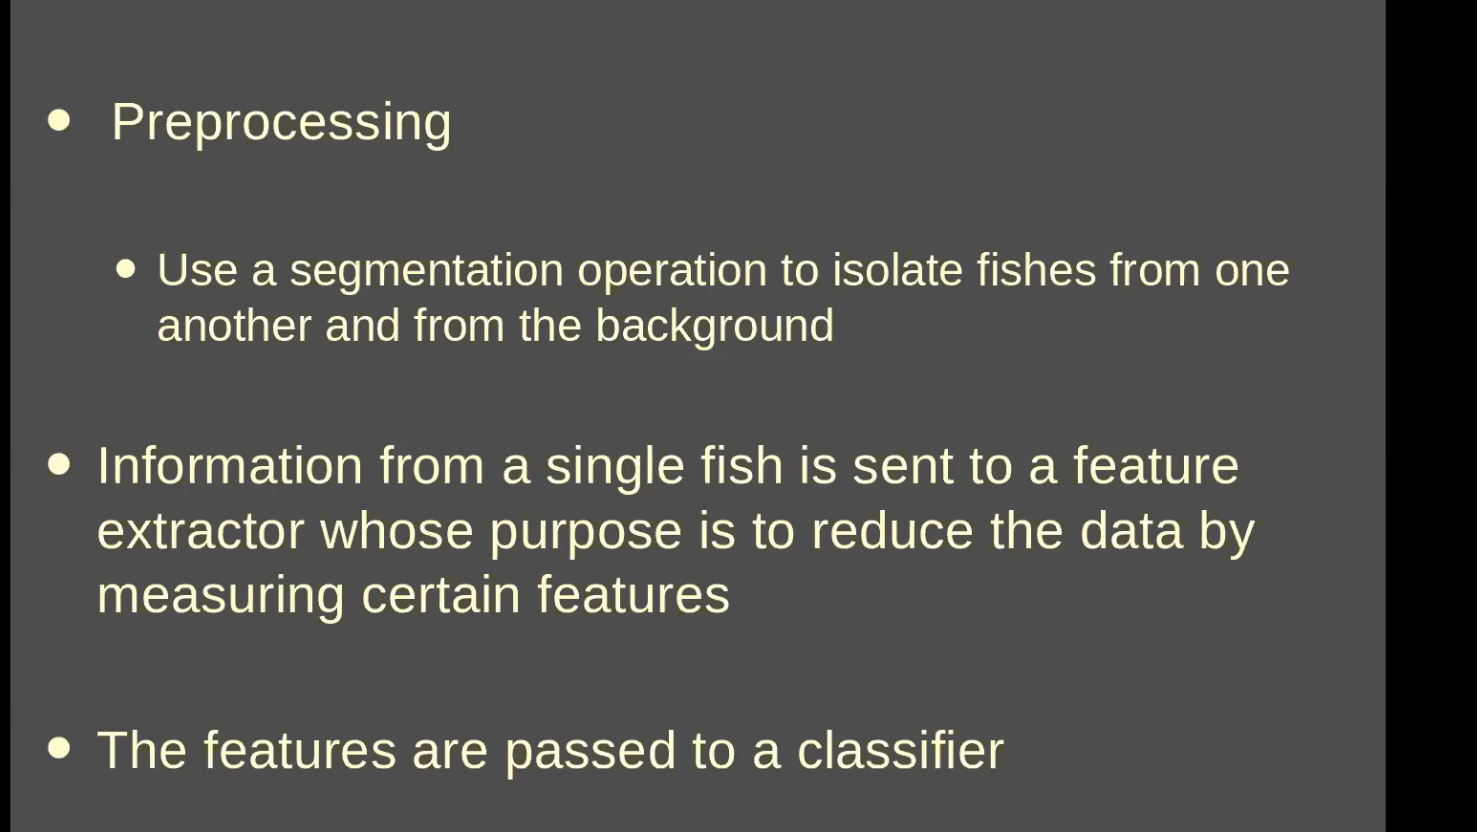 • Preprocessing
• Use a segmentation operation to isolate fishes from one
another and from the background
• Information from a single fish is sent to a feature
extractor whose purpose is to reduce the data by
measuring certain features
• The features are passed to a classifier